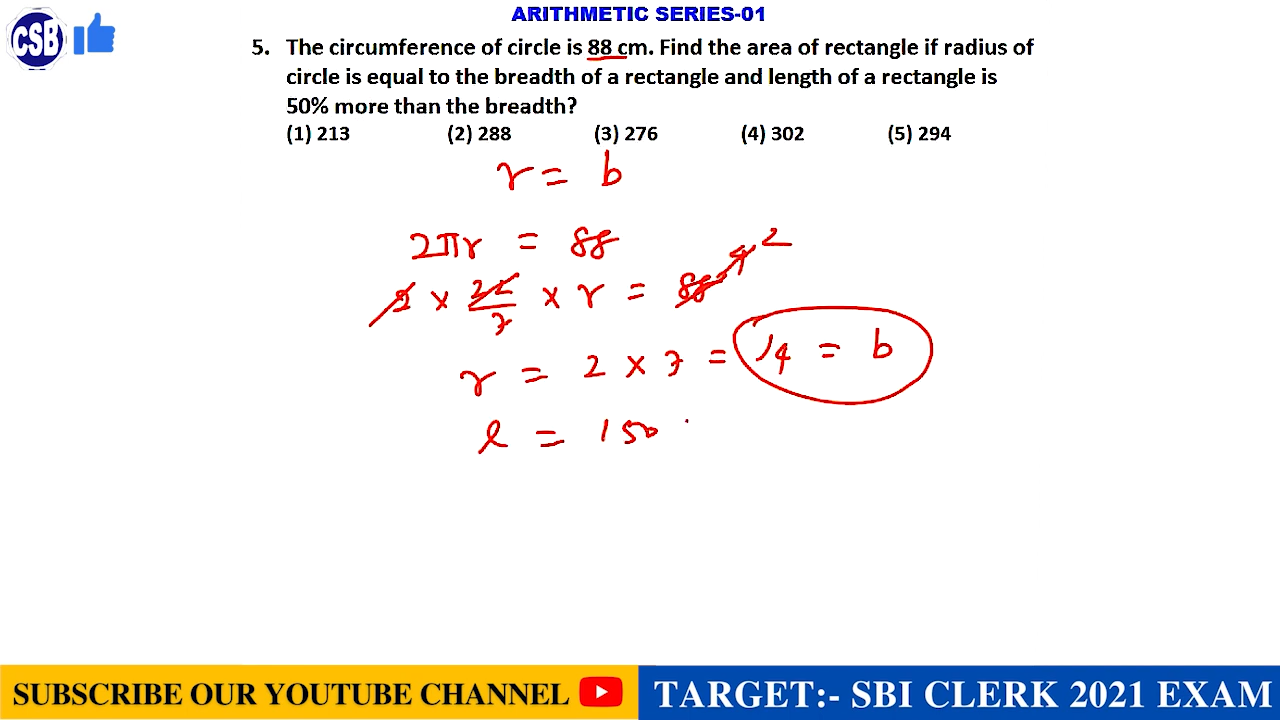 ARITHMETIC SERIES-01
CSB
5. The circumference of circle is 88 cm. Find the area of rectangle if radius of
circle is equal to the breadth of a rectangle and length of a rectangle is
50% more than the breadth?
(1) 213 (2) 288 (3) 276 (4) 302 (5) 294
r = b
2πr = 88
2 × 22/7 × r = 88 4 2
r = 2 × 7 = 14 = b
l = 150
SUBSCRIBE OUR YOUTUBE CHANNEL
TARGET:- SBI CLERK 2021 EXAM